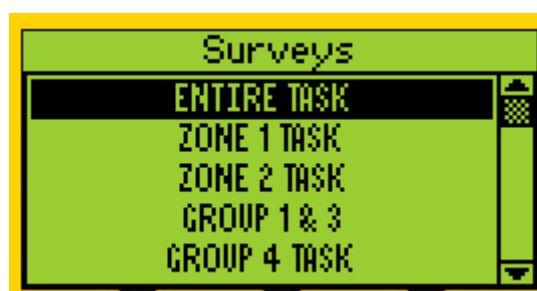 Surveys
ENTIRE TASK
ZONE 1 TASK
ZONE 2 TASK
GROUP 1 & 3
GROUP 4 TASK